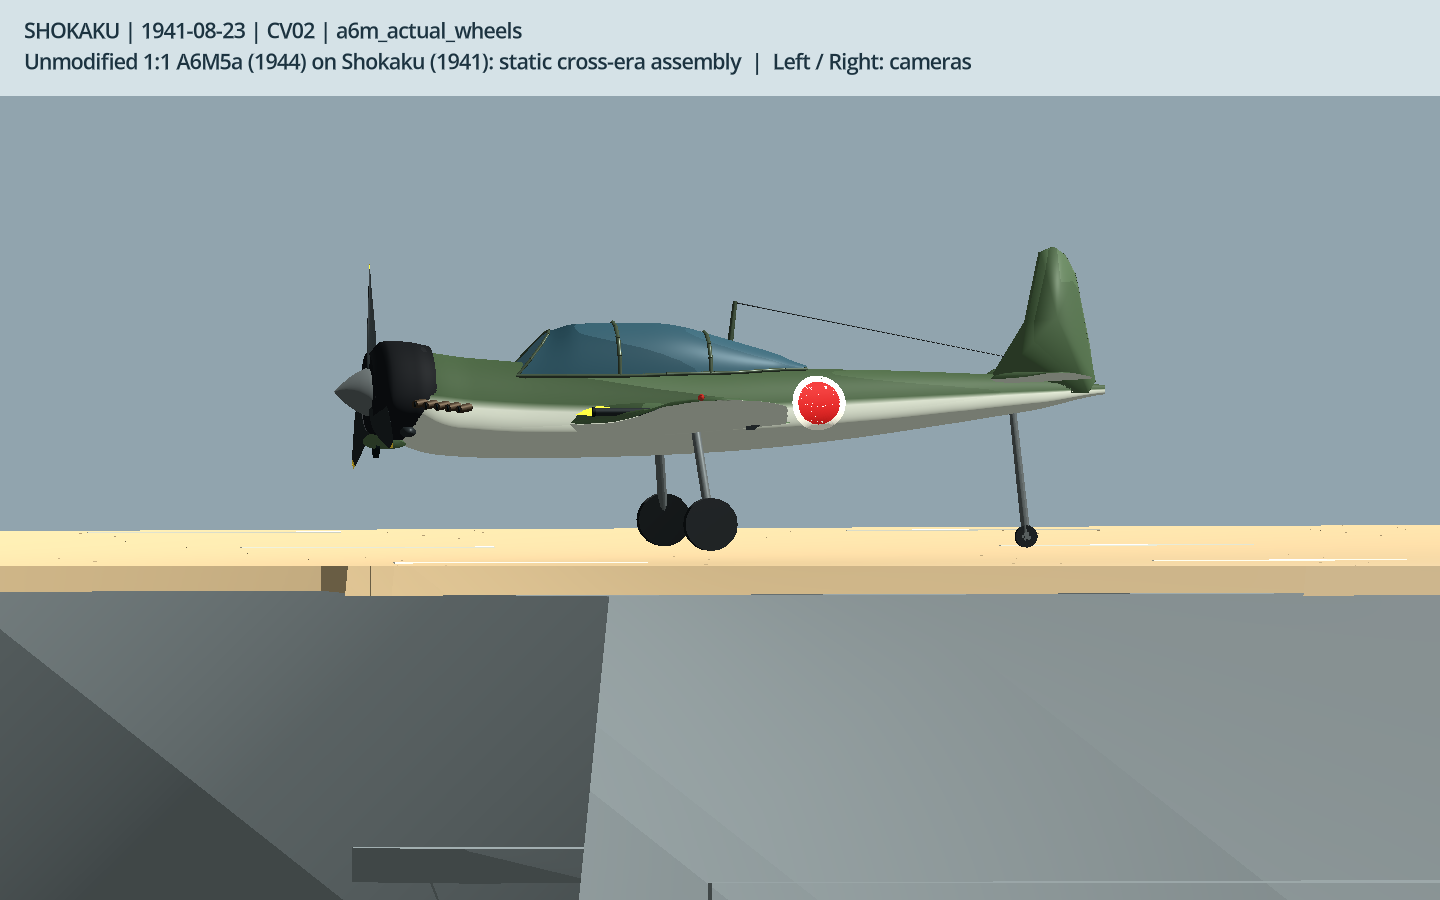 SHOKAKU | 1941-08-23 | CV02 | a6m_actual_wheels
Unmodified 1:1 A6M5a (1944) on Shokaku (1941): static cross-era assembly | Left / Right: cameras